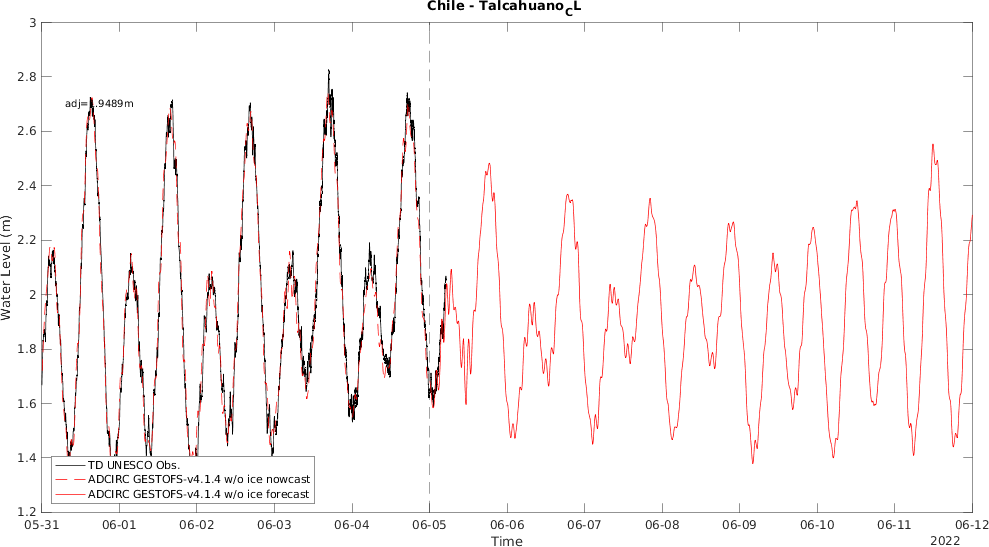 Chile - Talcahuano_CL
3
2.8
2.6
2.4
2.2
2
1.8
1.6
1.4
1.2
Water Level (m)
adj=1.9489m
TD UNESCO Obs.
ADCIRC GESTOFS-v4.1.4 w/o ice nowcast
ADCIRC GESTOFS-v4.1.4 w/o ice forecast
05-31 06-01 06-02 06-03 06-04 06-05 06-06 06-07 06-08 06-09 06-10 06-11 06-12
Time
2022